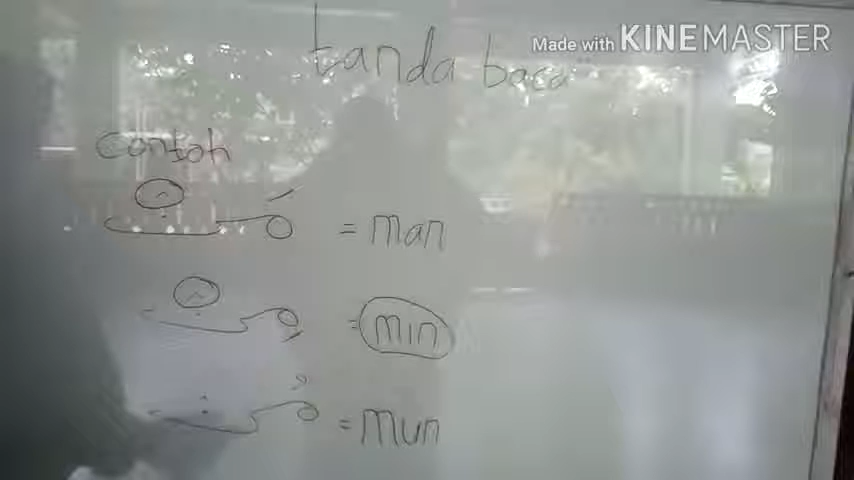 Made with KINEMASTER
tanda baca
Contoh
مَنْ = man
مِنْ = min
مُن = mun